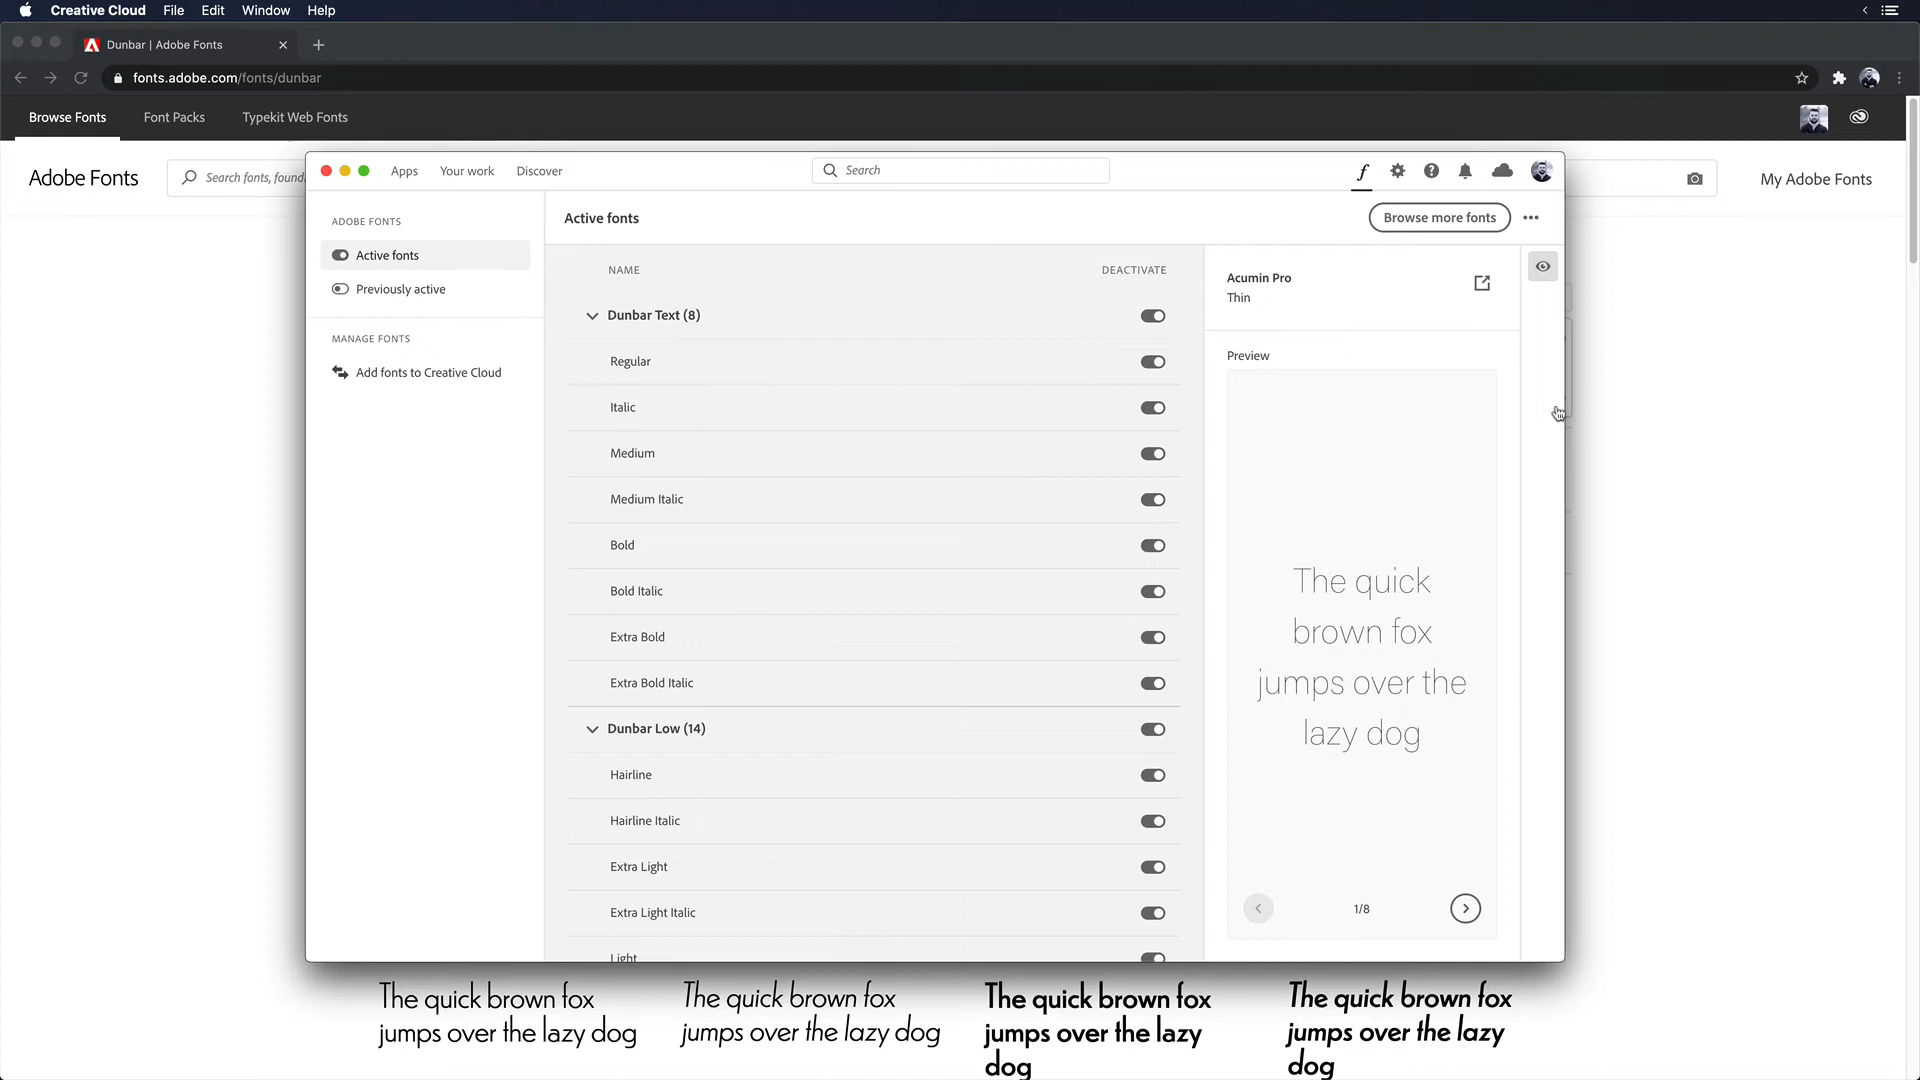 Creative Cloud File Edit Window Help
Dunbar | Adobe Fonts
fonts.adobe.com/fonts/dunbar
Browse Fonts Font Packs Typekit Web Fonts
Adobe Fonts
Search fonts, found
My Adobe Fonts
Apps Your work Discover
Search
ADOBE FONTS
Active fonts
Previously active
MANAGE FONTS
Add fonts to Creative Cloud
Active fonts
Browse more fonts
NAME DEACTIVATE
Dunbar Text (8)
Regular
Italic
Medium
Medium Italic
Bold
Bold Italic
Extra Bold
Extra Bold Italic
Dunbar Low (14)
Hairline
Hairline Italic
Extra Light
Extra Light Italic
Light
Acumin Pro
Thin
Preview
The quick
brown fox
jumps over the
lazy dog
1/8
The quick brown fox
jumps over the lazy dog
The quick brown fox
jumps over the lazy dog
The quick brown fox
jumps over the lazy
dog
The quick brown fox
jumps over the lazy
dog